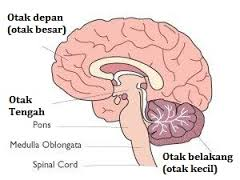 Otak depan
(otak besar)
Otak
Tengah
Pons
Medulla Oblongata
Spinal Cord
Otak belakang
(otak kecil)